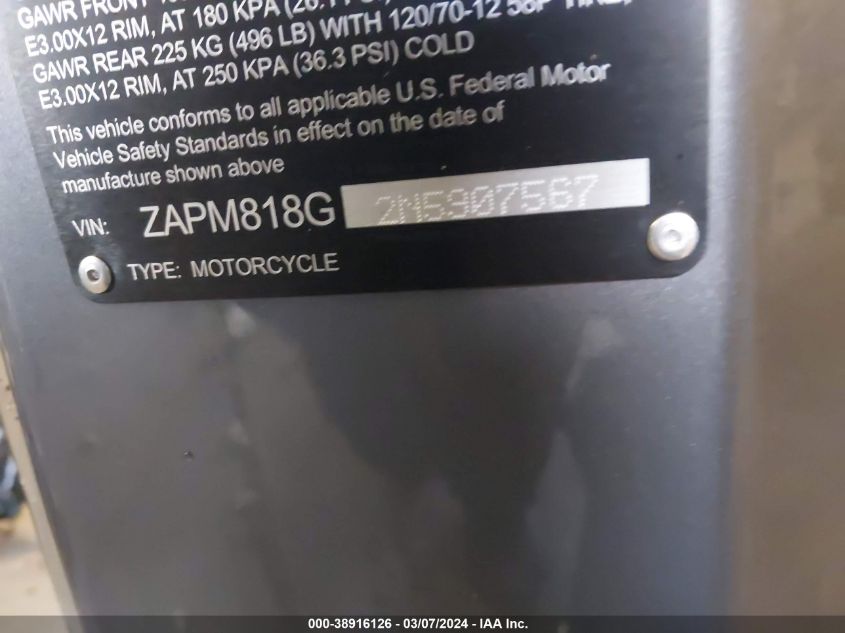 GAWR FRONT
E3.00X12 RIM, AT 180 KPA
GAWR REAR 225 KG (496 LB) WITH 120/70-12 58P TIRE,
E3.00X12 RIM, AT 250 KPA (36.3 PSI) COLD
This vehicle conforms to all applicable U.S. Federal Motor
Vehicle Safety Standards in effect on the date of
manufacture shown above
VIN: ZAPM818G 2N5907567
TYPE: MOTORCYCLE
000-38916126 - 03/07/2024 - IAA Inc.